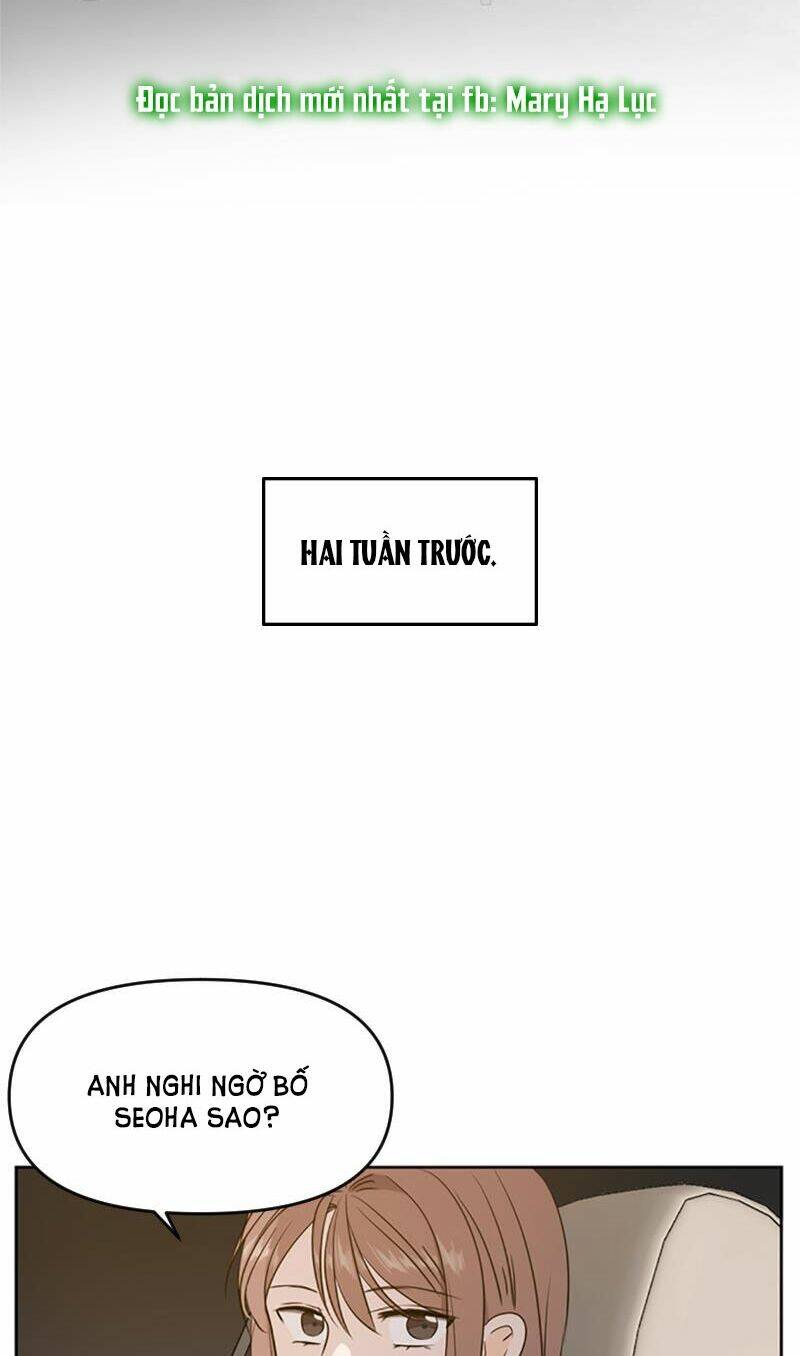 Đọc bản dịch mới nhất tại fb: Mary Hạ Lục
HAI TUẦN TRƯỚC.
ANH NGHI NGỜ BỐ
SEOHA SAO?